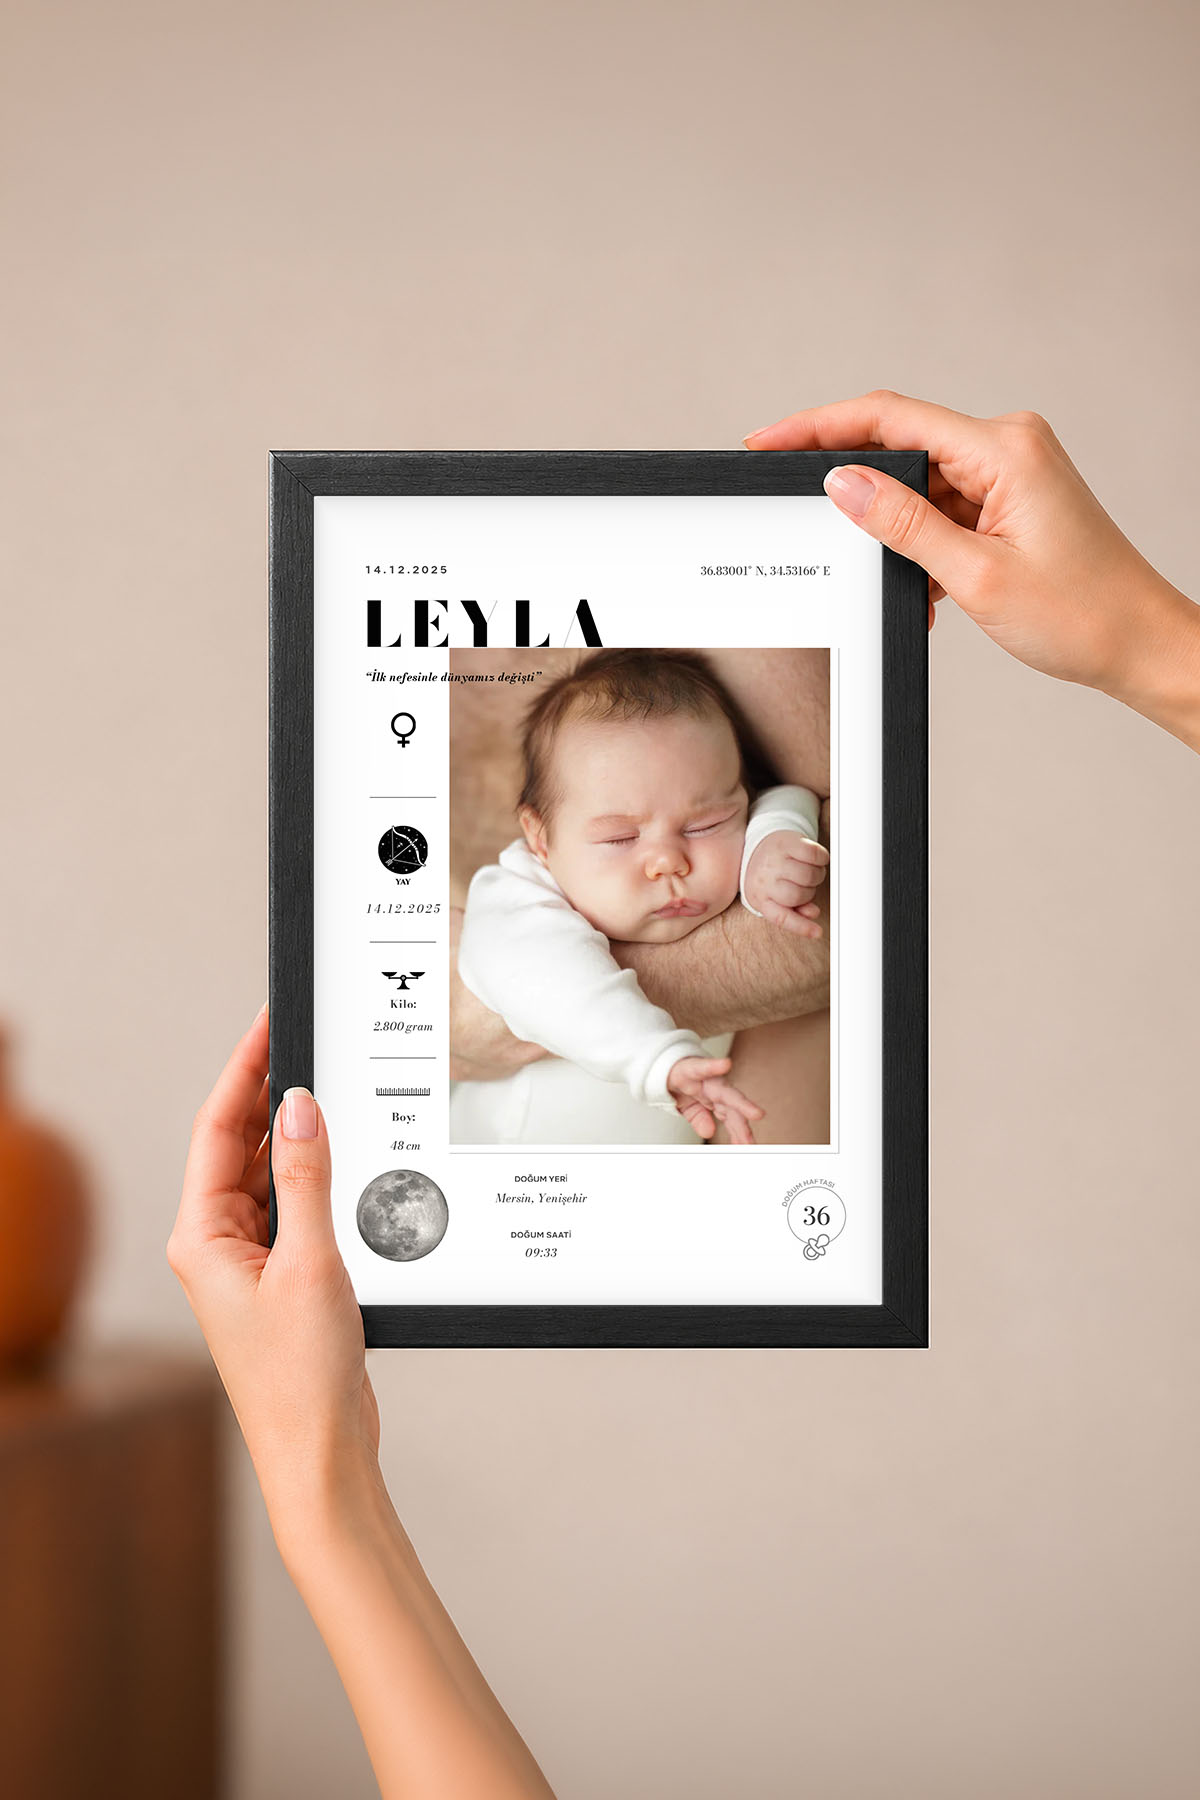 14.12.2025
36.83001° N, 34.53166° E
LEYLA
“İlk nefesinle dünyamız değişti”
YAY
14.12.2025
Kilo:
2.800 gram
Boy:
48 cm
DOĞUM YERİ
Mersin, Yenişehir
DOĞUM SAATİ
09:33
DOĞUM HAFTASI
36